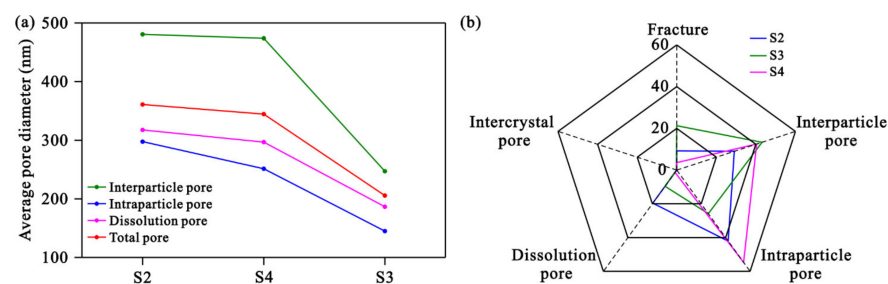 (a)
500
400
300
200
100
Average pore diameter (nm)
Interparticle pore
Intraparticle pore
Dissolution pore
Total pore
S2
S4
S3
(b)
Fracture
60
40
20
0
S2
S3
S4
Intercrystal
pore
Interparticle
pore
Dissolution
pore
Intraparticle
pore